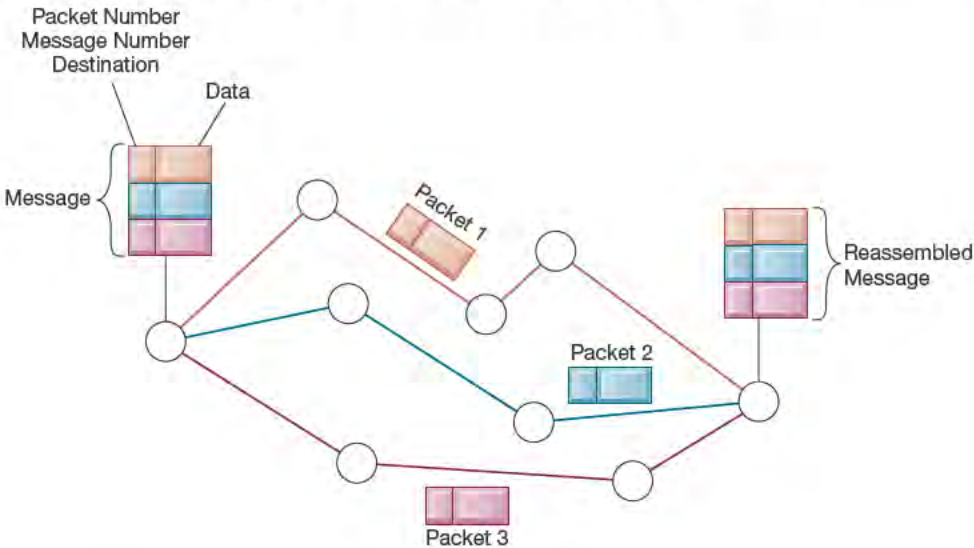 Packet Number
Message Number
Destination
Data
Message
Packet 1
Reassembled
Message
Packet 2
Packet 3